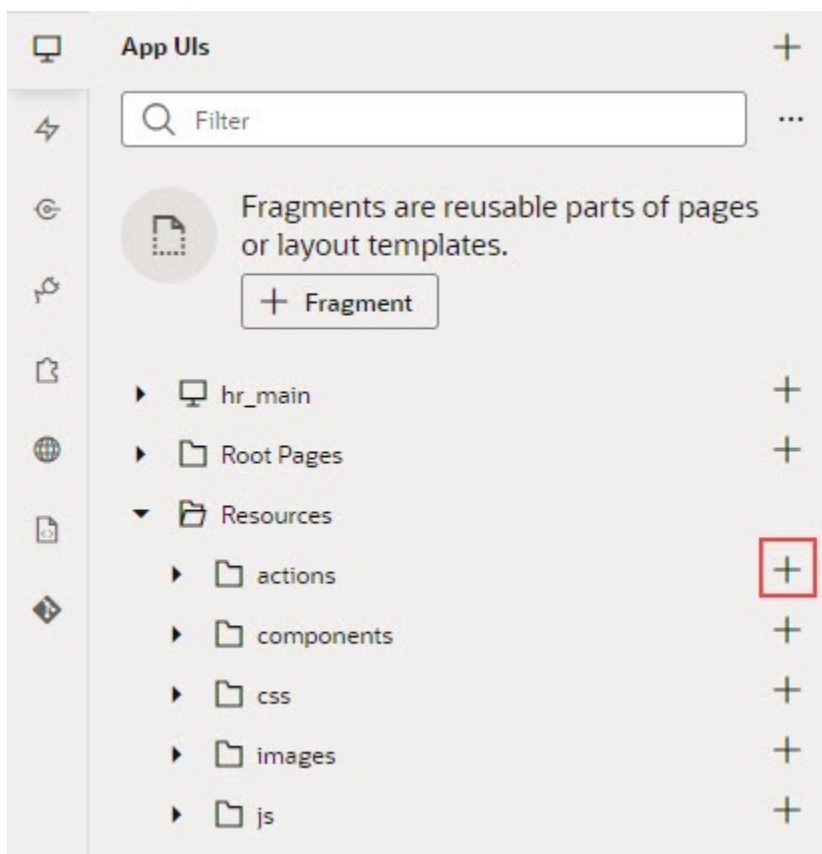 App UIs
Filter
Fragments are reusable parts of pages
or layout templates.
Fragment
hr_main
Root Pages
Resources
actions
components
css
images
js